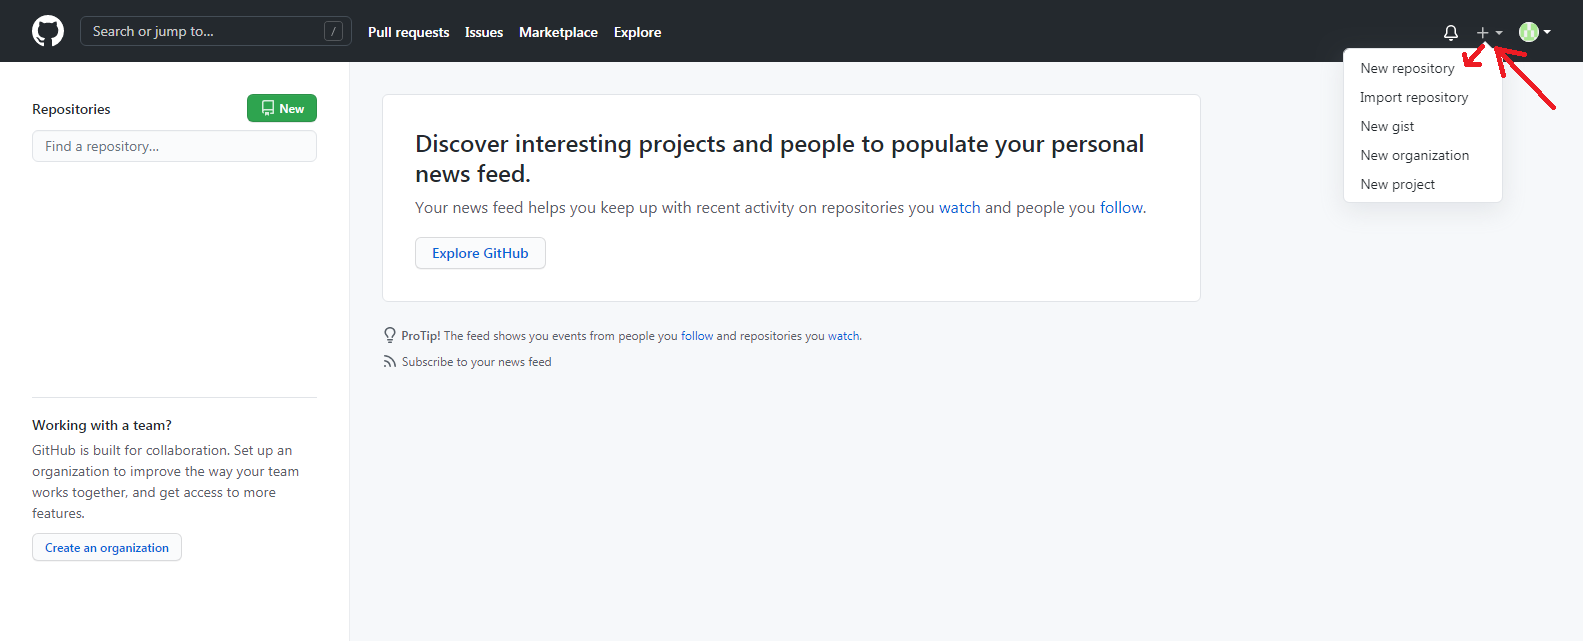 Search or jump to... /
Pull requests Issues Marketplace Explore
New repository
Import repository
New gist
New organization
New project
Repositories
New
Find a repository...
Discover interesting projects and people to populate your personal
news feed.
Your news feed helps you keep up with recent activity on repositories you watch and people you follow.
Explore GitHub
ProTip! The feed shows you events from people you follow and repositories you watch.
Subscribe to your news feed
Working with a team?
GitHub is built for collaboration. Set up an
organization to improve the way your team
works together, and get access to more
features.
Create an organization